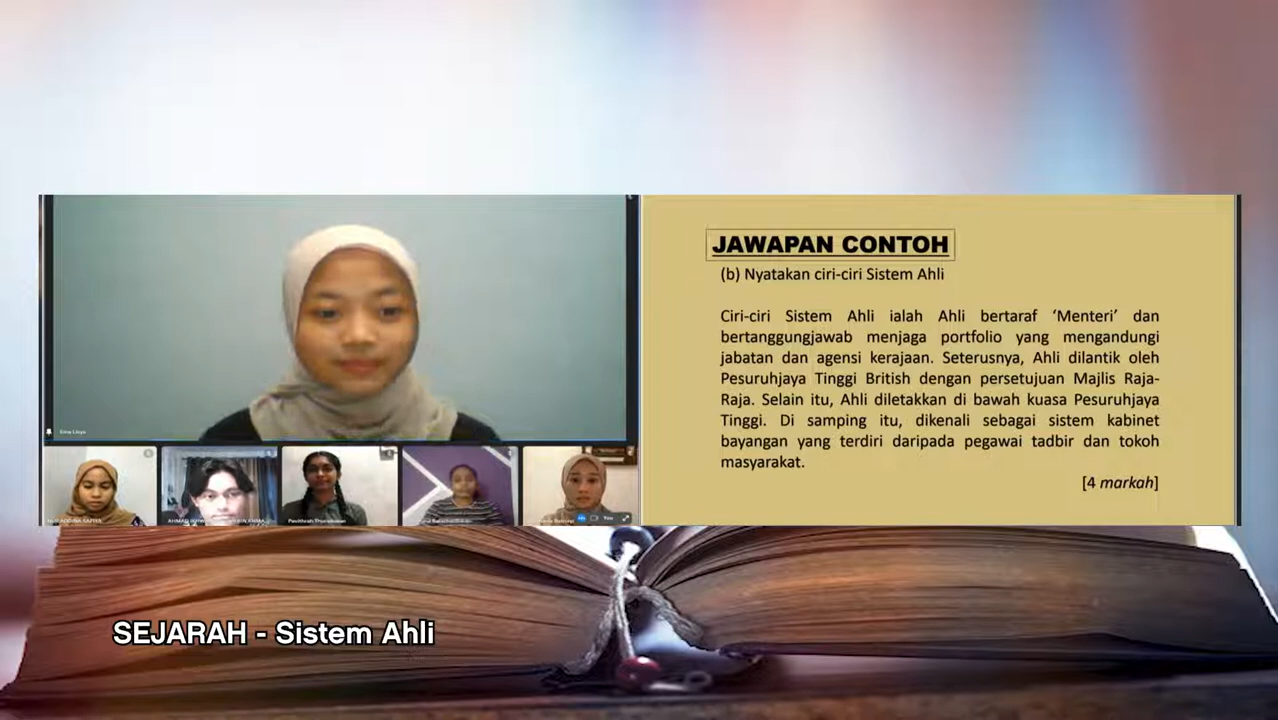 JAWAPAN CONTOH
(b) Nyatakan ciri-ciri Sistem Ahli
Ciri-ciri Sistem Ahli ialah Ahli bertaraf ‘Menteri’ dan
bertanggungjawab menjaga portfolio yang mengandungi
jabatan dan agensi kerajaan. Seterusnya, Ahli dilantik oleh
Pesuruhjaya Tinggi British dengan persetujuan Majlis Raja-
Raja. Selain itu, Ahli diletakkan di bawah kuasa Pesuruhjaya
Tinggi. Di samping itu, dikenali sebagai sistem kabinet
bayangan yang terdiri daripada pegawai tadbir dan tokoh
masyarakat.
[4 markah]
You
SEJARAH - Sistem Ahli